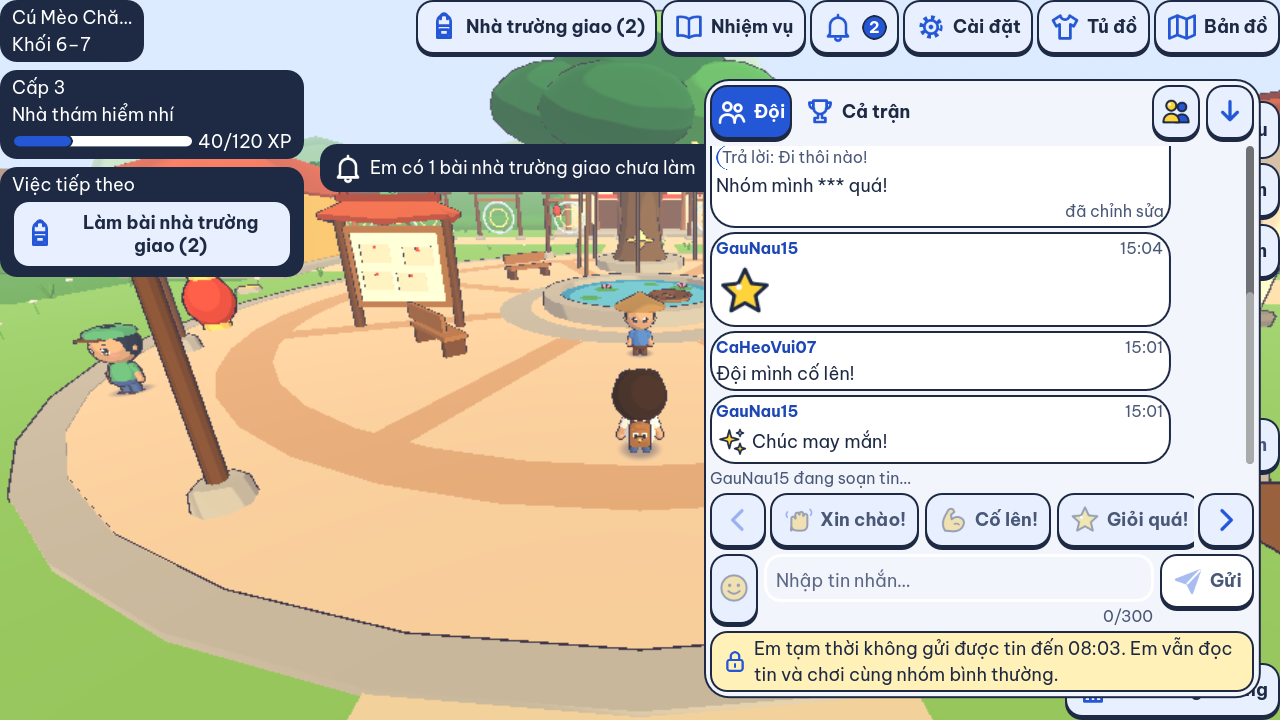 Cú Mèo Chă...
Khối 6–7
Nhà trường giao (2)
Nhiệm vụ
2
Cài đặt
Tủ đồ
Bản đồ
Cấp 3
Nhà thám hiểm nhí
40/120 XP
Việc tiếp theo
Làm bài nhà trường
giao (2)
Em có 1 bài nhà trường giao chưa làm
Đội
Cả trận
Trả lời: Đi thôi nào!
Nhóm mình *** quá!
đã chỉnh sửa
GauNau15 15:04
CaHeoVui07 15:01
Đội mình cố lên!
GauNau15 15:01
Chúc may mắn!
GauNau15 đang soạn tin...
Xin chào!
Cố lên!
Giỏi quá!
Nhập tin nhắn...
Gửi
0/300
Em tạm thời không gửi được tin đến 08:03. Em vẫn đọc
tin và chơi cùng nhóm bình thường.